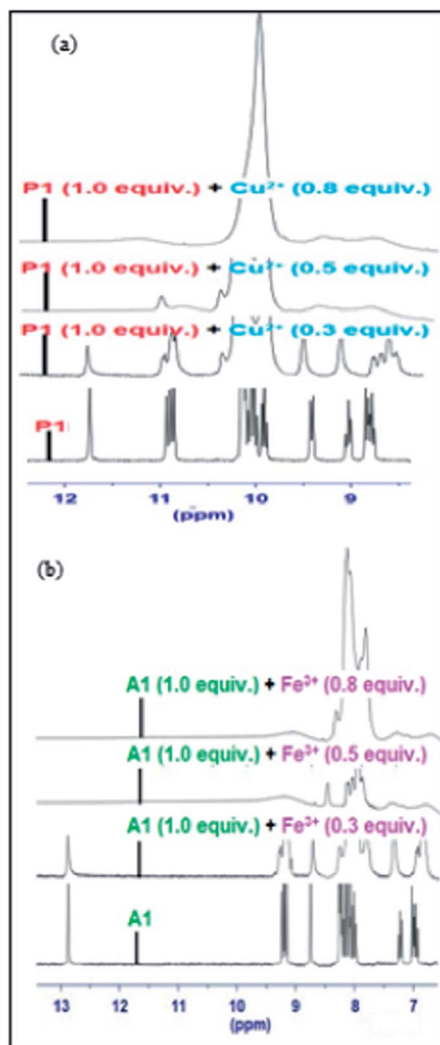 (a)
P1 (1.0 equiv.) + Cu²⁺ (0.8 equiv.)
P1 (1.0 equiv.) + Cu²⁺ (0.5 equiv.)
P1 (1.0 equiv.) + Cu²⁺ (0.3 equiv.)
P1
12 11 10 9
(ppm)
(b)
A1 (1.0 equiv.) + Fe³⁺ (0.8 equiv.)
A1 (1.0 equiv.) + Fe³⁺ (0.5 equiv.)
A1 (1.0 equiv.) + Fe³⁺ (0.3 equiv.)
A1
13 12 11 10 9 8 7
(ppm)